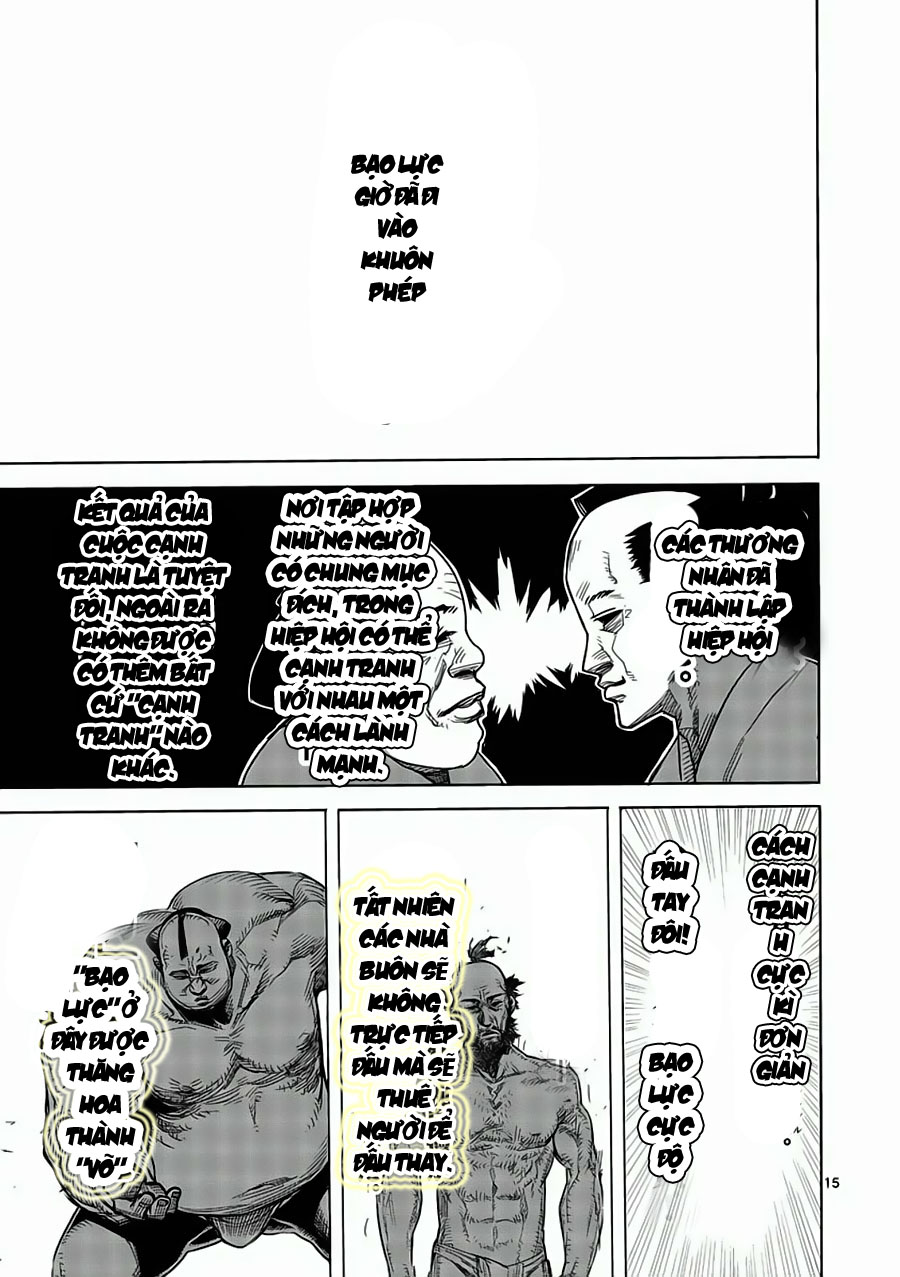 BẠO LỰC
GIỜ ĐÃ ĐI
VÀO
KHUÔN
PHÉP
CÁC THƯƠNG
NHÂN ĐÃ
THÀNH LẬP
HIỆP HỘI
NƠI TẬP HỢP
NHỮNG NGƯỜI
CÓ CHUNG MỤC
ĐÍCH, TRONG
HIỆP HỘI CÓ THỂ
CẠNH TRANH
VỚI NHAU MỘT
CÁCH LÀNH
MẠNH.
KẾT QUẢ CỦA
CUỘC CẠNH
TRANH LÀ TUYỆT
ĐỐI, NGOÀI RA
KHÔNG ĐƯỢC
CÓ THÊM BẤT
CỨ "CẠNH
TRANH" NÀO
KHÁC.
CÁCH
CẠNH
TRAN
H
CỰC
KÌ
ĐƠN
GIẢN
ĐẤU
TAY
ĐÔI!
BẠO
LỰC
CỰC
ĐỘ
TẤT NHIÊN
CÁC NHÀ
BUÔN SẼ
KHÔNG
TRỰC TIẾP
ĐẤU MÀ SẼ
THUÊ
NGƯỜI ĐỂ
ĐẤU THAY.
"BẠO
LỰC" Ở
ĐÂY ĐƯỢC
THĂNG
HOA
THÀNH
"VÕ"
15